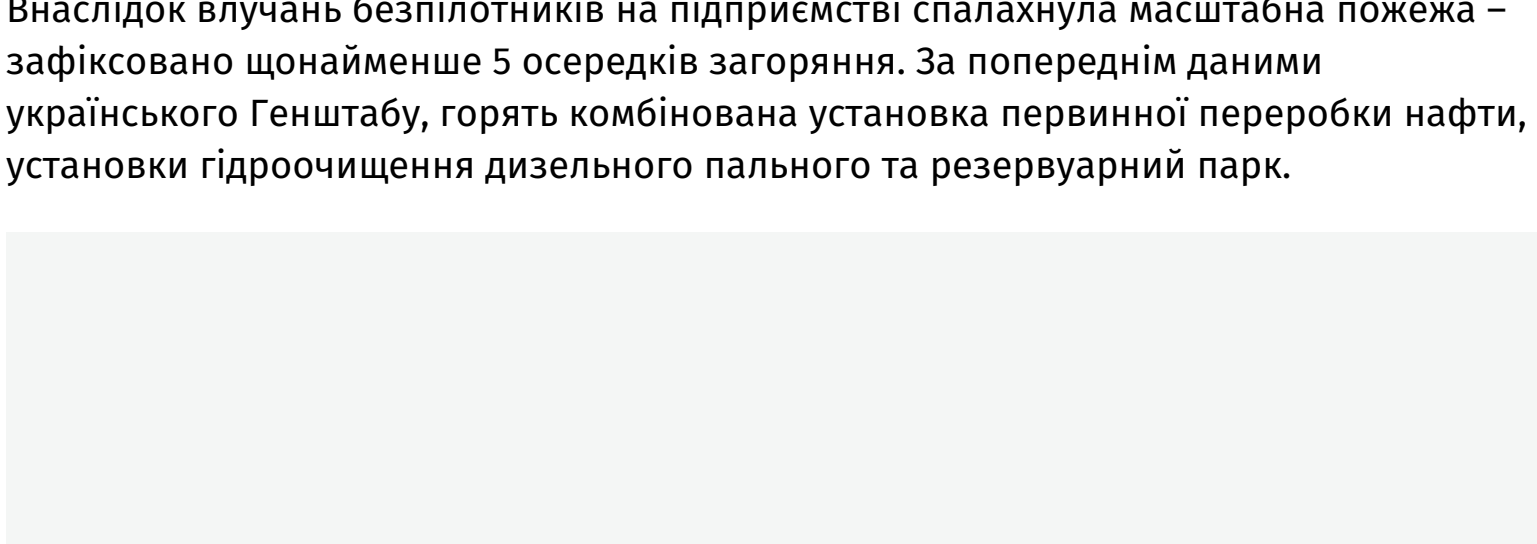 Внаслідок влучань безпілотників на підприємстві спалахнула масштабна пожежа –
зафіксовано щонайменше 5 осередків загоряння. За попереднім даними
українського Генштабу, горять комбінована установка первинної переробки нафти,
установки гідроочищення дизельного пального та резервуарний парк.